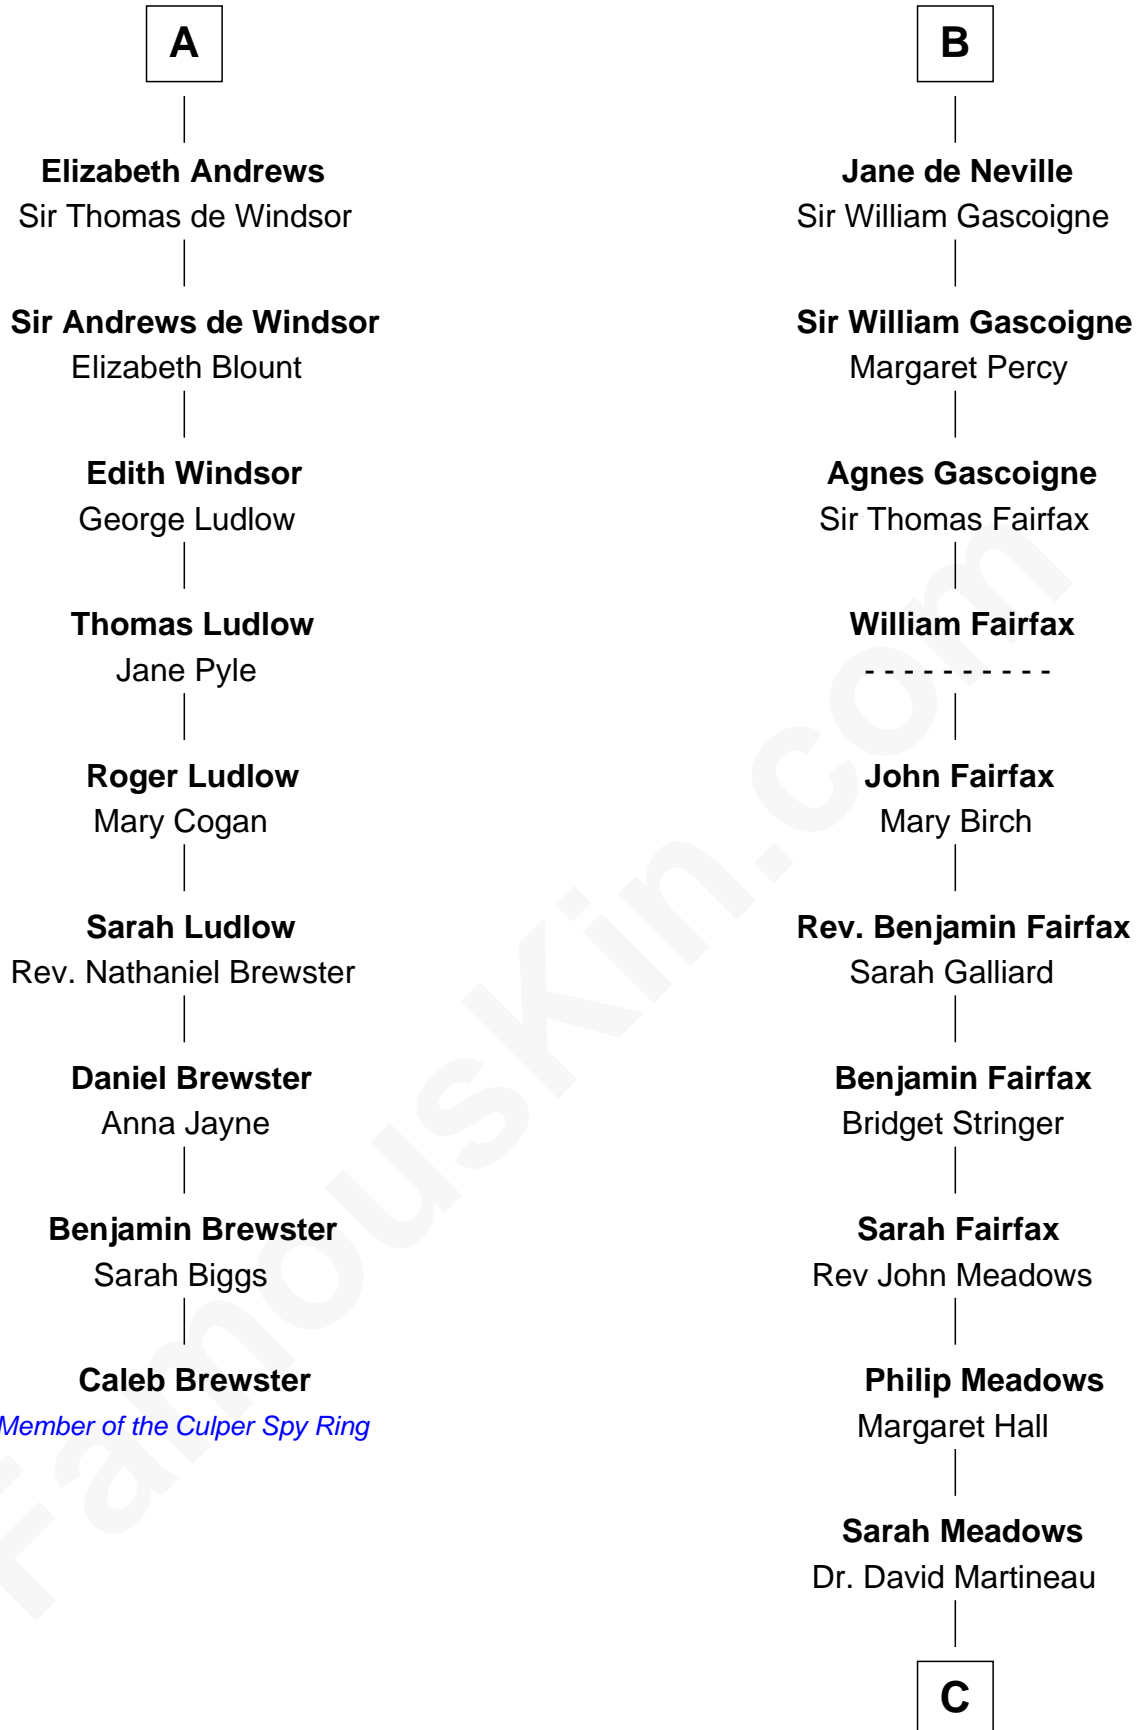 A
Elizabeth Andrews
Sir Thomas de Windsor
Sir Andrews de Windsor
Elizabeth Blount
Edith Windsor
George Ludlow
Thomas Ludlow
Jane Pyle
Roger Ludlow
Mary Cogan
Sarah Ludlow
Rev. Nathaniel Brewster
Daniel Brewster
Anna Jayne
Benjamin Brewster
Sarah Biggs
Caleb Brewster
Member of the Culper Spy Ring
B
Jane de Neville
Sir William Gascoigne
Sir William Gascoigne
Margaret Percy
Agnes Gascoigne
Sir Thomas Fairfax
William Fairfax
- - - - - - - - - -
John Fairfax
Mary Birch
Rev. Benjamin Fairfax
Sarah Galliard
Benjamin Fairfax
Bridget Stringer
Sarah Fairfax
Rev John Meadows
Philip Meadows
Margaret Hall
Sarah Meadows
Dr. David Martineau
C
FamousKin.com